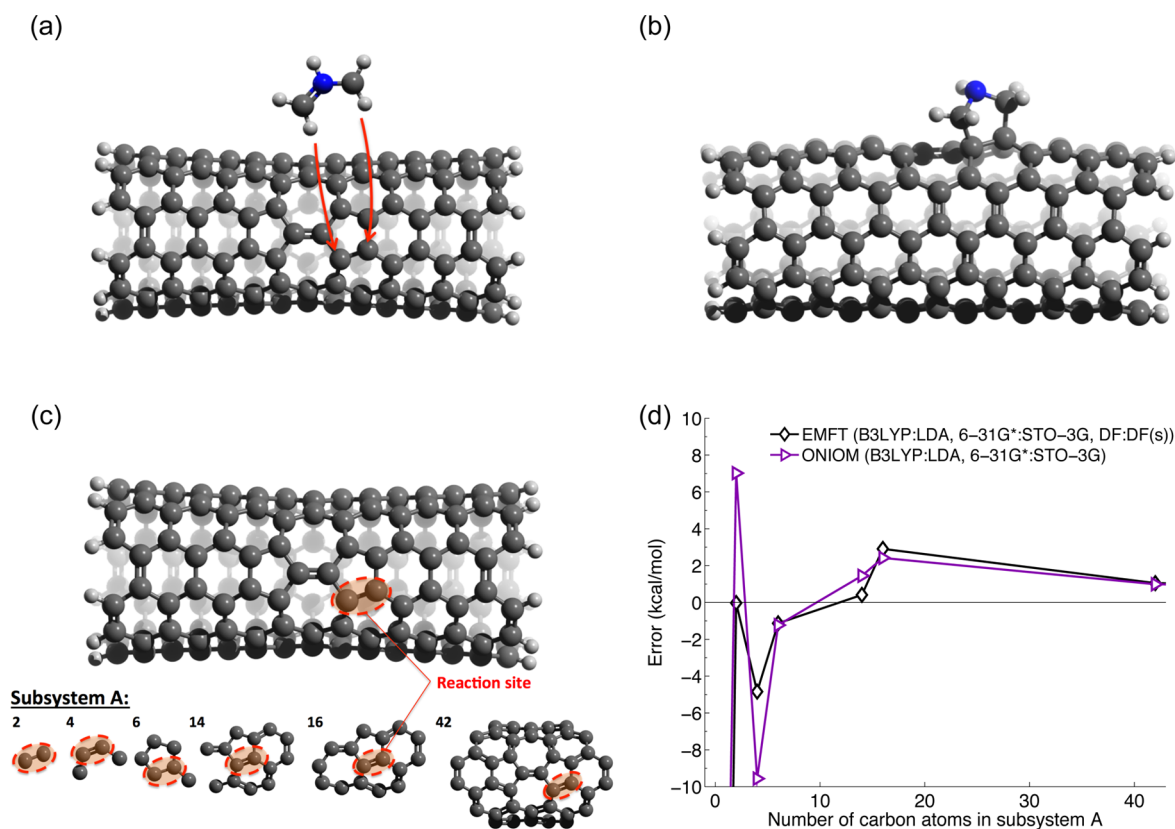 (a)
(b)
(c)
Reaction site
Subsystem A:
2 4 6 14 16 42
(d)
10
8
6
4
2
0
−2
−4
−6
−8
−10
Error (kcal/mol)
EMFT (B3LYP:LDA, 6−31G*:STO−3G, DF:DF(s))
ONIOM (B3LYP:LDA, 6−31G*:STO−3G)
0 10 20 30 40
Number of carbon atoms in subsystem A